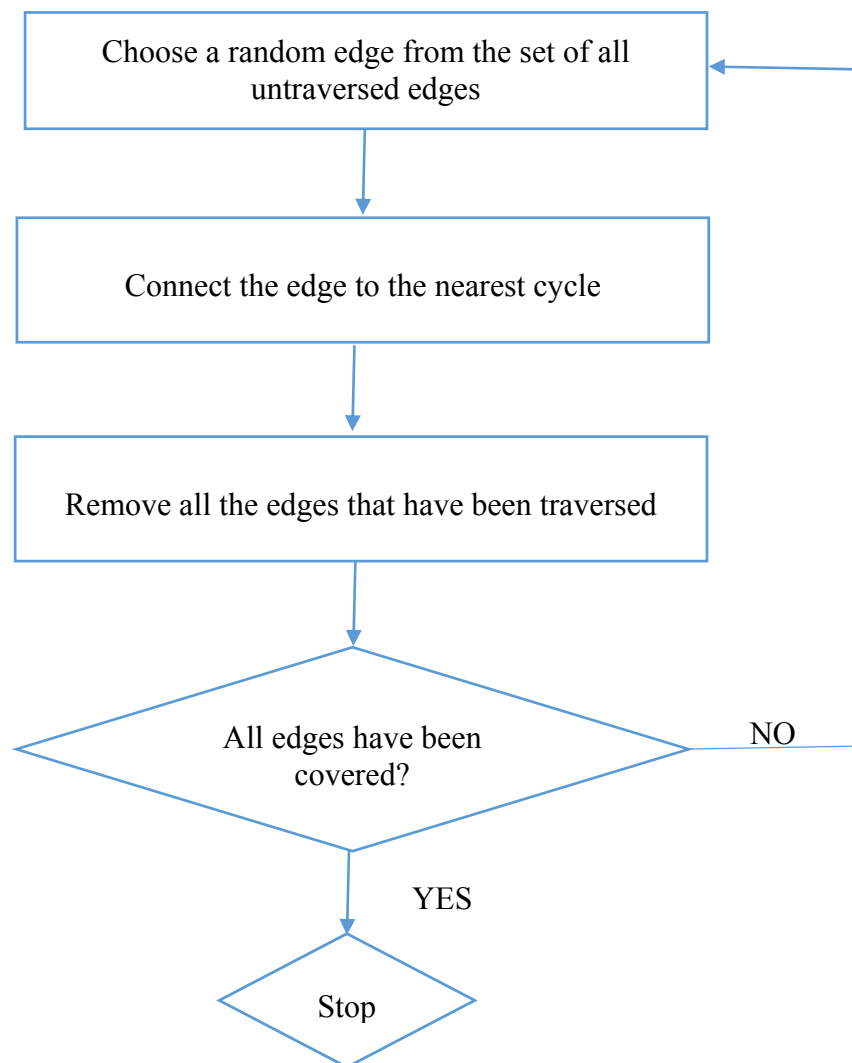 Choose a random edge from the set of all
untraversed edges
Connect the edge to the nearest cycle
Remove all the edges that have been traversed
All edges have been
covered?
NO
YES
Stop